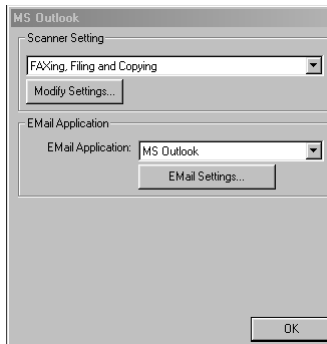 MS Outlook
Scanner Setting
FAXing, Filing and Copying
Modify Settings...
EMail Application
EMail Application: MS Outlook
EMail Settings...
OK